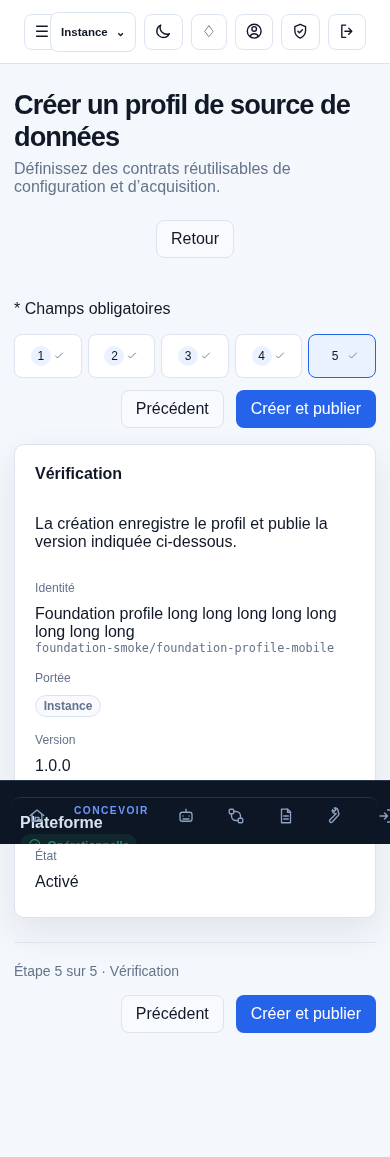 Instance
Créer un profil de source de
données
Définissez des contrats réutilisables de
configuration et d’acquisition.
Retour
* Champs obligatoires
1 2 3 4 5
Précédent Créer et publier
Vérification
La création enregistre le profil et publie la
version indiquée ci-dessous.
Identité
Foundation profile long long long long long
long long long
foundation-smoke/foundation-profile-mobile
Portée
Instance
Version
1.0.0
CONCEVOIR
Plateforme
Opérationnelle
État
Activé
Étape 5 sur 5 · Vérification
Précédent Créer et publier